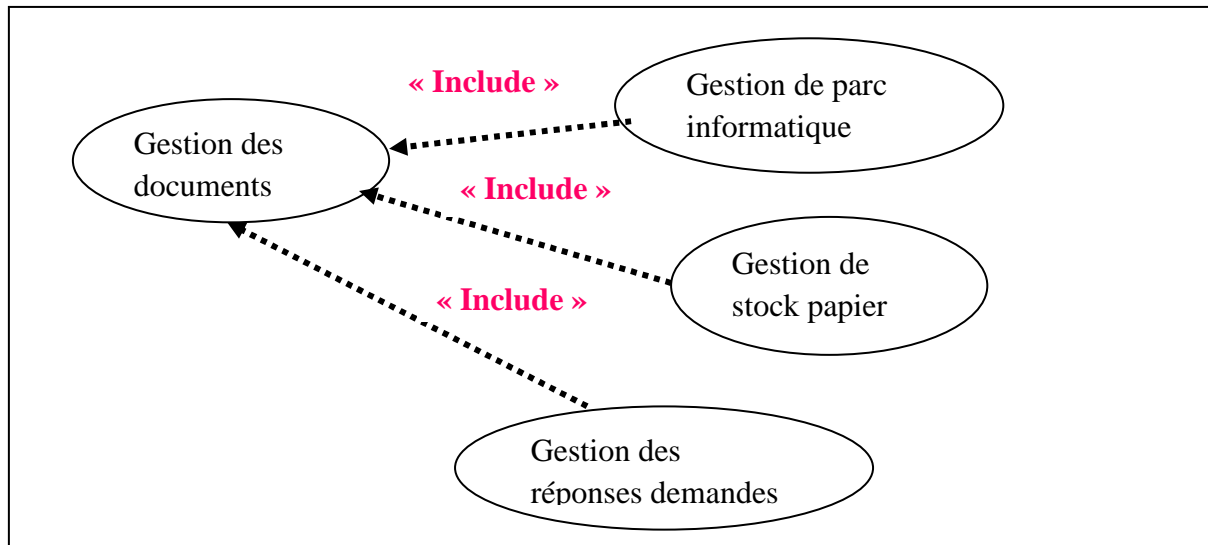 « Include »
Gestion de parc
informatique
Gestion des
documents
« Include »
Gestion de
stock papier
« Include »
Gestion des
réponses demandes